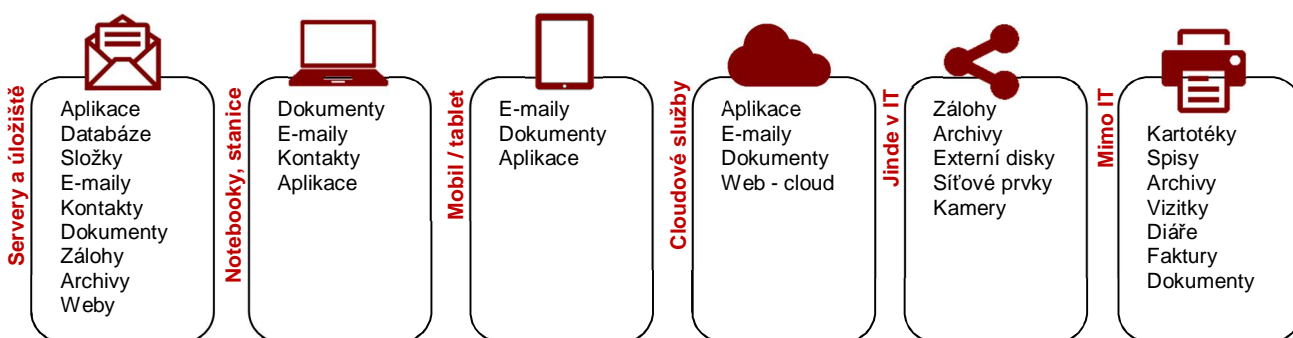 Servery a úložiště
Aplikace
Databáze
Složky
E-maily
Kontakty
Dokumenty
Zálohy
Archivy
Weby
Notebooky, stanice
Dokumenty
E-maily
Kontakty
Aplikace
Mobil / tablet
E-maily
Dokumenty
Aplikace
Cloudové služby
Aplikace
E-maily
Dokumenty
Web - cloud
Jinde v IT
Zálohy
Archivy
Externí disky
Síťové prvky
Kamery
Mimo IT
Kartotéky
Spisy
Archivy
Vizitky
Diáře
Faktury
Dokumenty